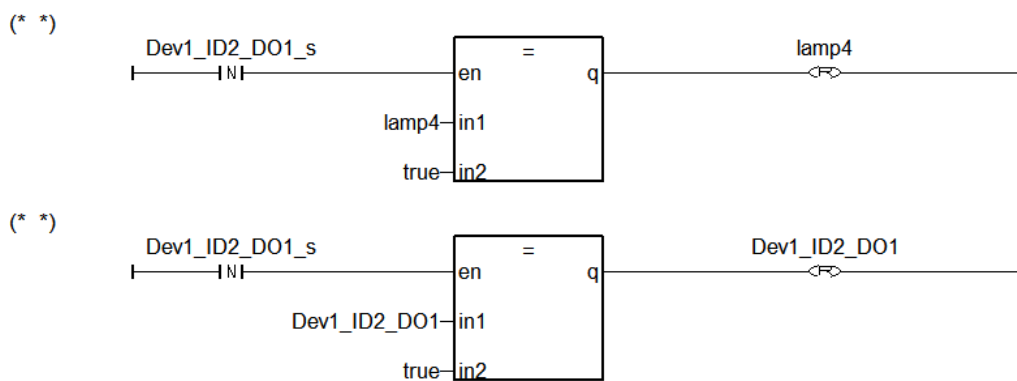 (* *)
Dev1_ID2_DO1_s
lamp4
N
=
R
en
q
lamp4
in1
true
in2
(* *)
Dev1_ID2_DO1_s
Dev1_ID2_DO1
N
=
R
en
q
Dev1_ID2_DO1
in1
true
in2